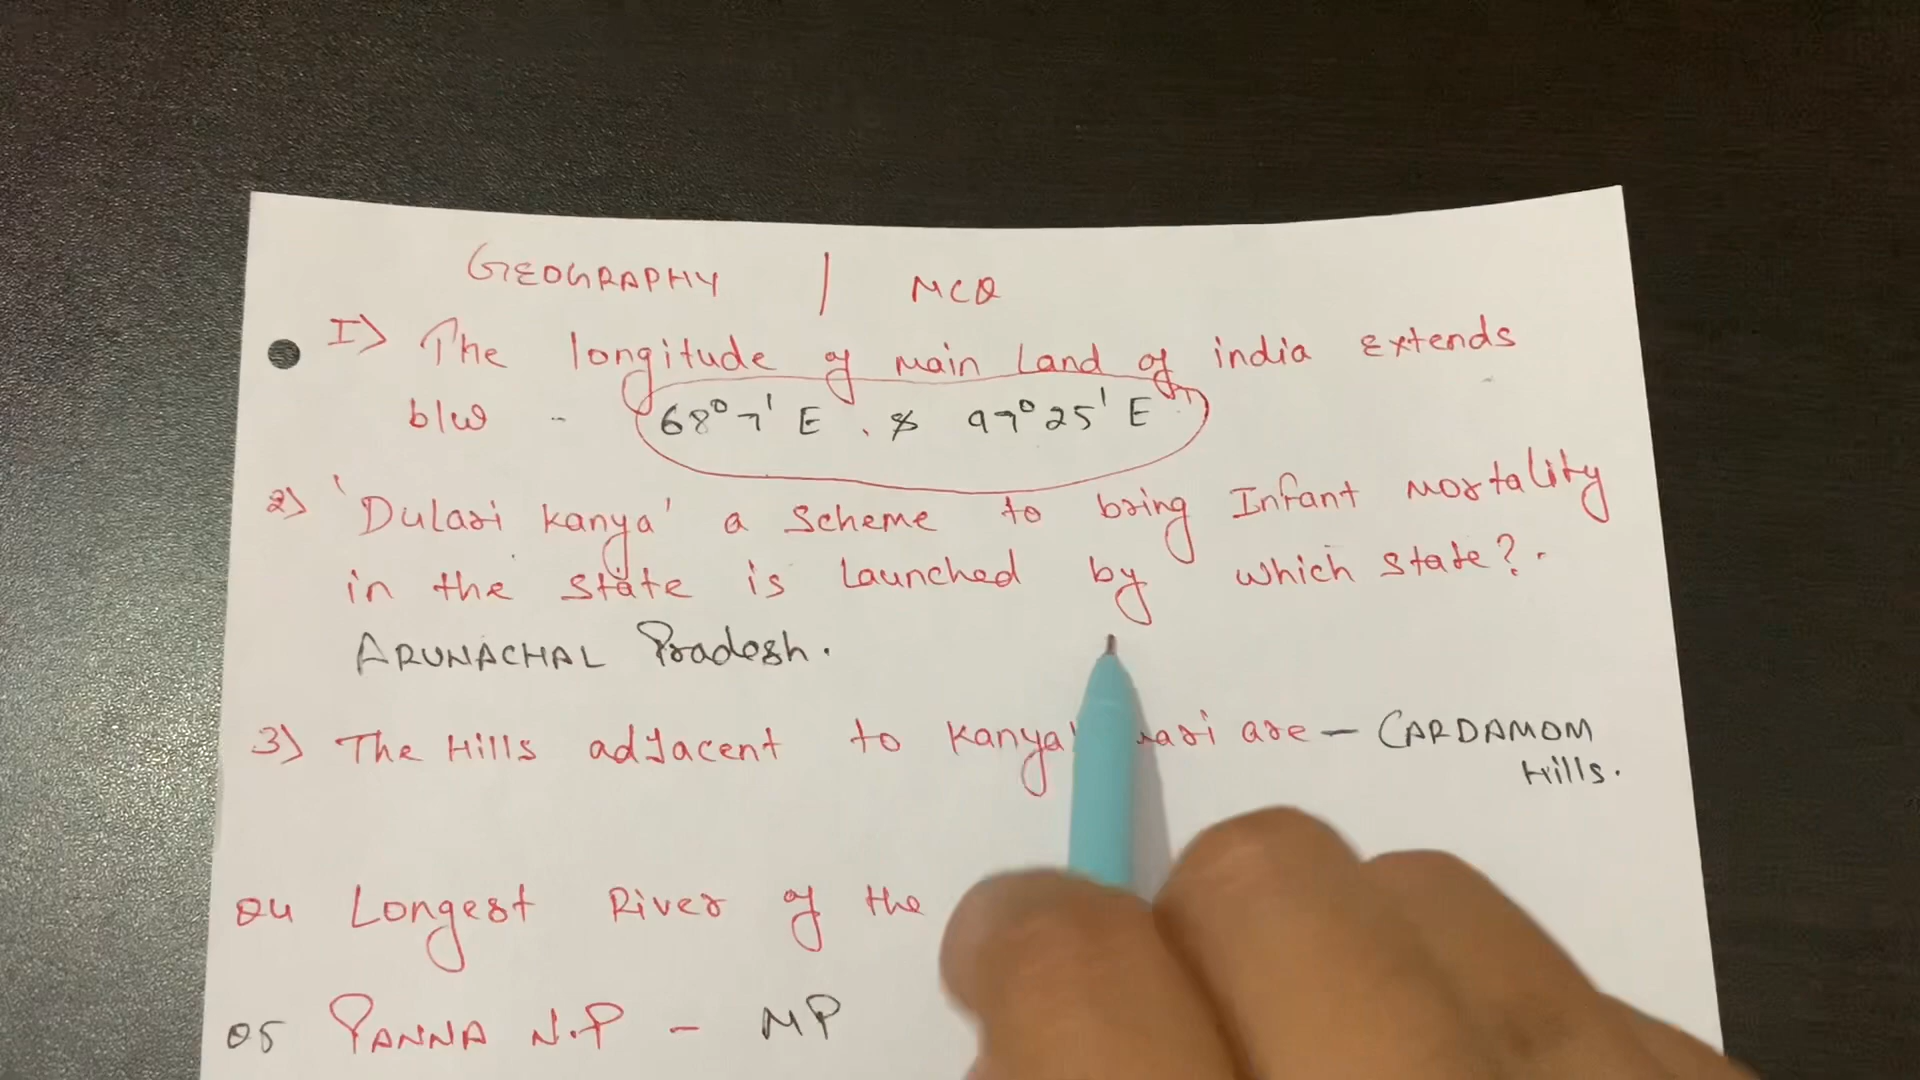 GEOGRAPHY | MCQ
I) The longitude of main Land of india extends
b/w - 68°7' E . & 97°25' E
2) 'Dulari kanya' a scheme to bring Infant mortality
in the state is launched by which state?
ARUNACHAL Pradesh.
3) The Hills adjacent to are - CARDAMOM
Hills.
04 Longest River of the
05 PANNA N.P - MP